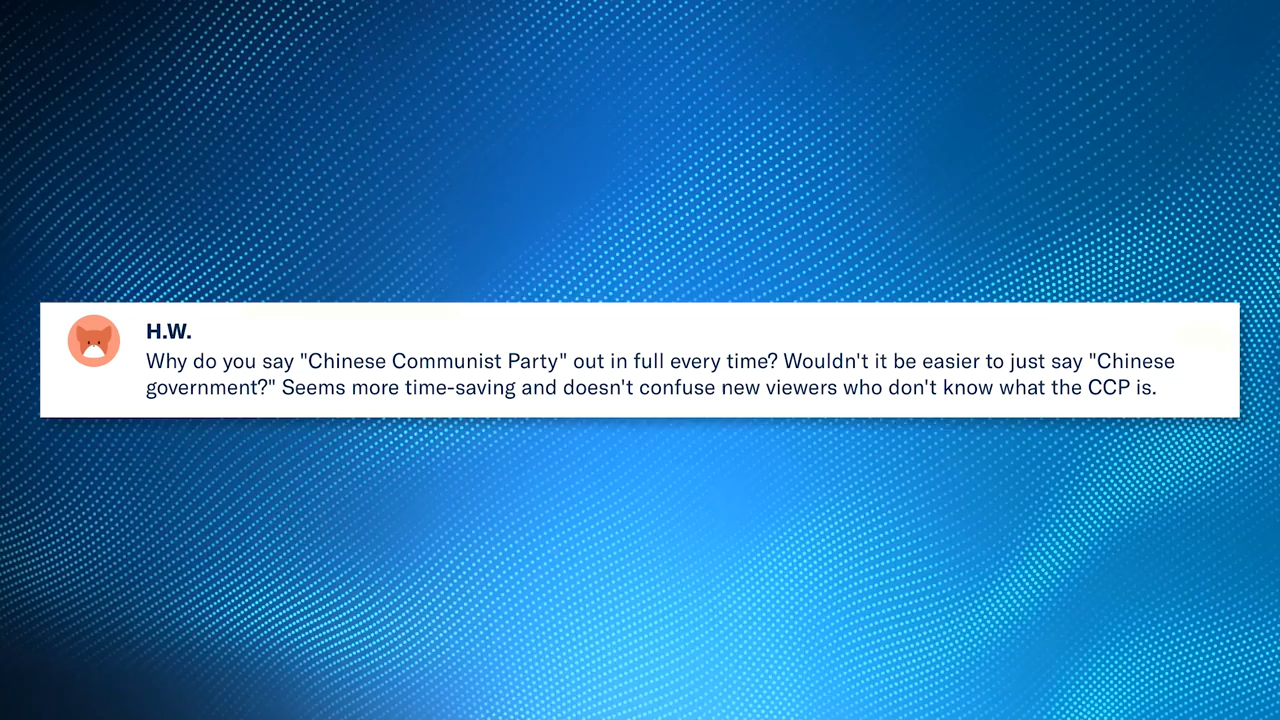 H.W.
Why do you say "Chinese Communist Party" out in full every time? Wouldn't it be easier to just say "Chinese
government?" Seems more time-saving and doesn't confuse new viewers who don't know what the CCP is.